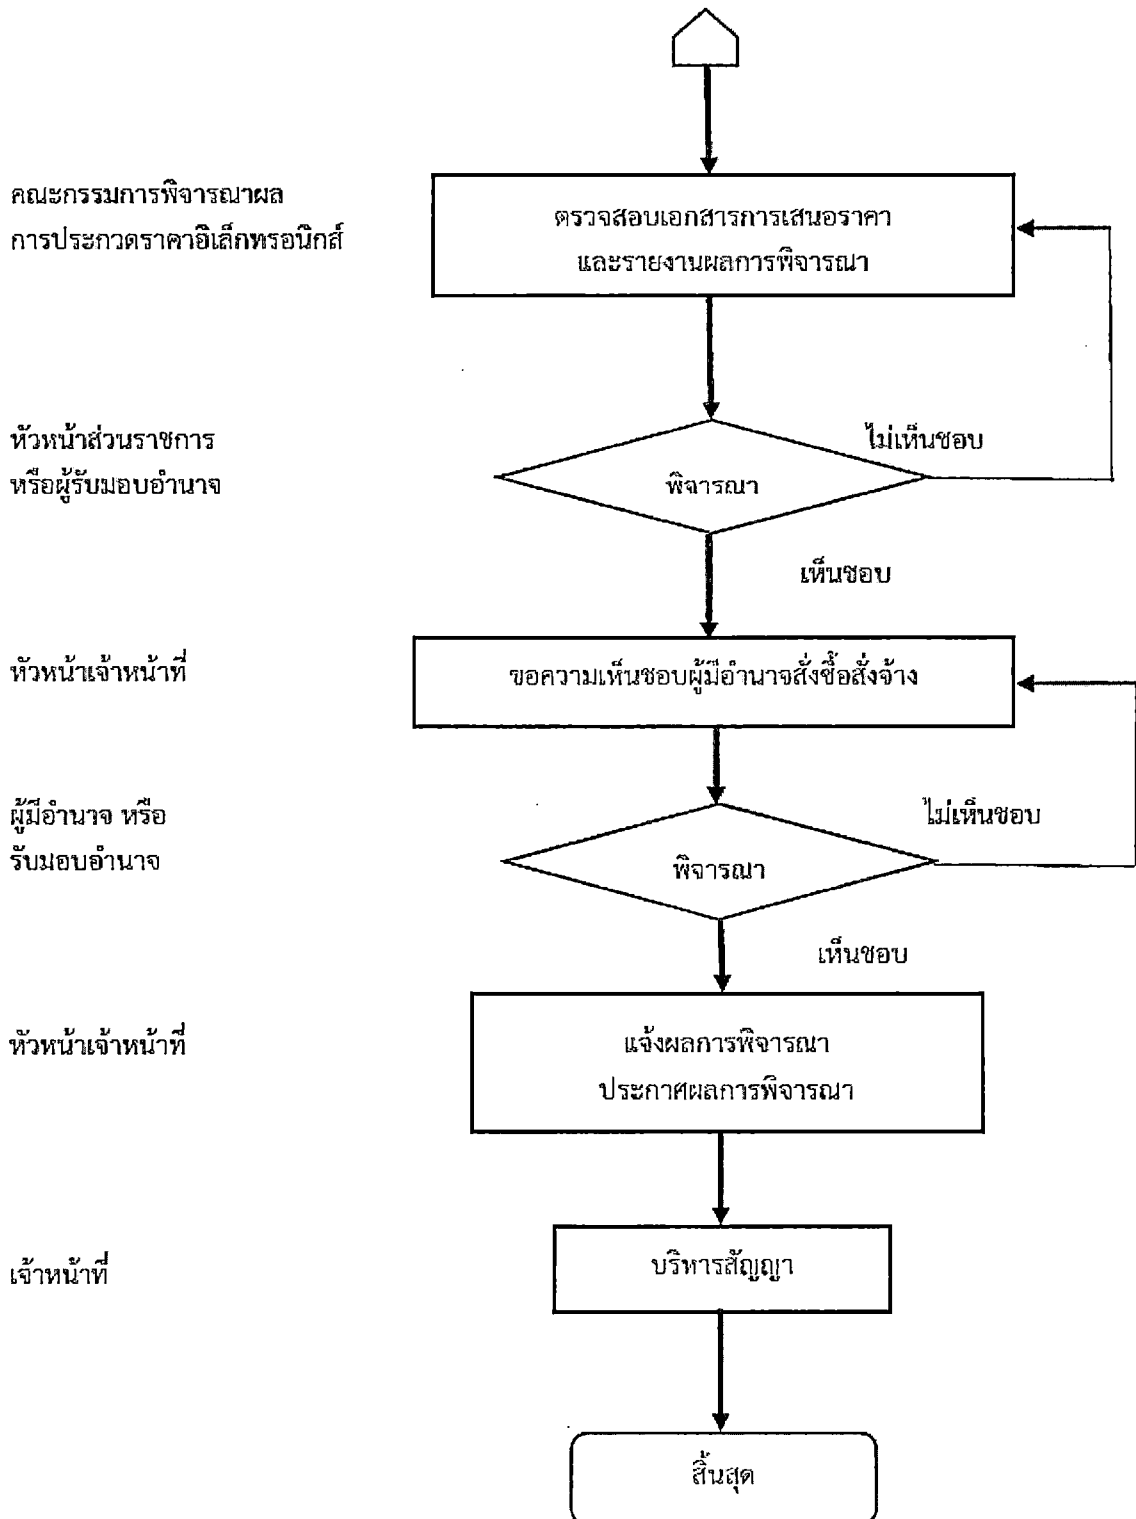 คณะกรรมการพิจารณาผล
การประกวดราคาอิเล็กทรอนิกส์
ตรวจสอบเอกสารการเสนอราคา
และรายงานผลการพิจารณา
หัวหน้าส่วนราชการ
หรือผู้รับมอบอำนาจ
พิจารณา
ไม่เห็นชอบ
เห็นชอบ
หัวหน้าเจ้าหน้าที่
ขอความเห็นชอบผู้มีอำนาจสั่งซื้อสั่งจ้าง
ผู้มีอำนาจ หรือ
รับมอบอำนาจ
พิจารณา
ไม่เห็นชอบ
เห็นชอบ
หัวหน้าเจ้าหน้าที่
แจ้งผลการพิจารณา
ประกาศผลการพิจารณา
เจ้าหน้าที่
บริหารสัญญา
สิ้นสุด